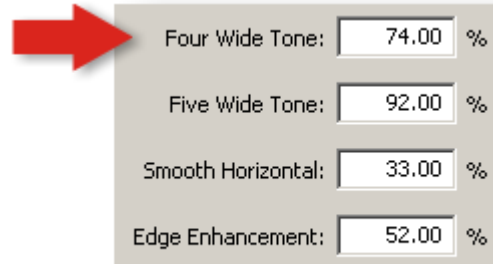 Four Wide Tone: 74.00 %
Five Wide Tone: 92.00 %
Smooth Horizontal: 33.00 %
Edge Enhancement: 52.00 %